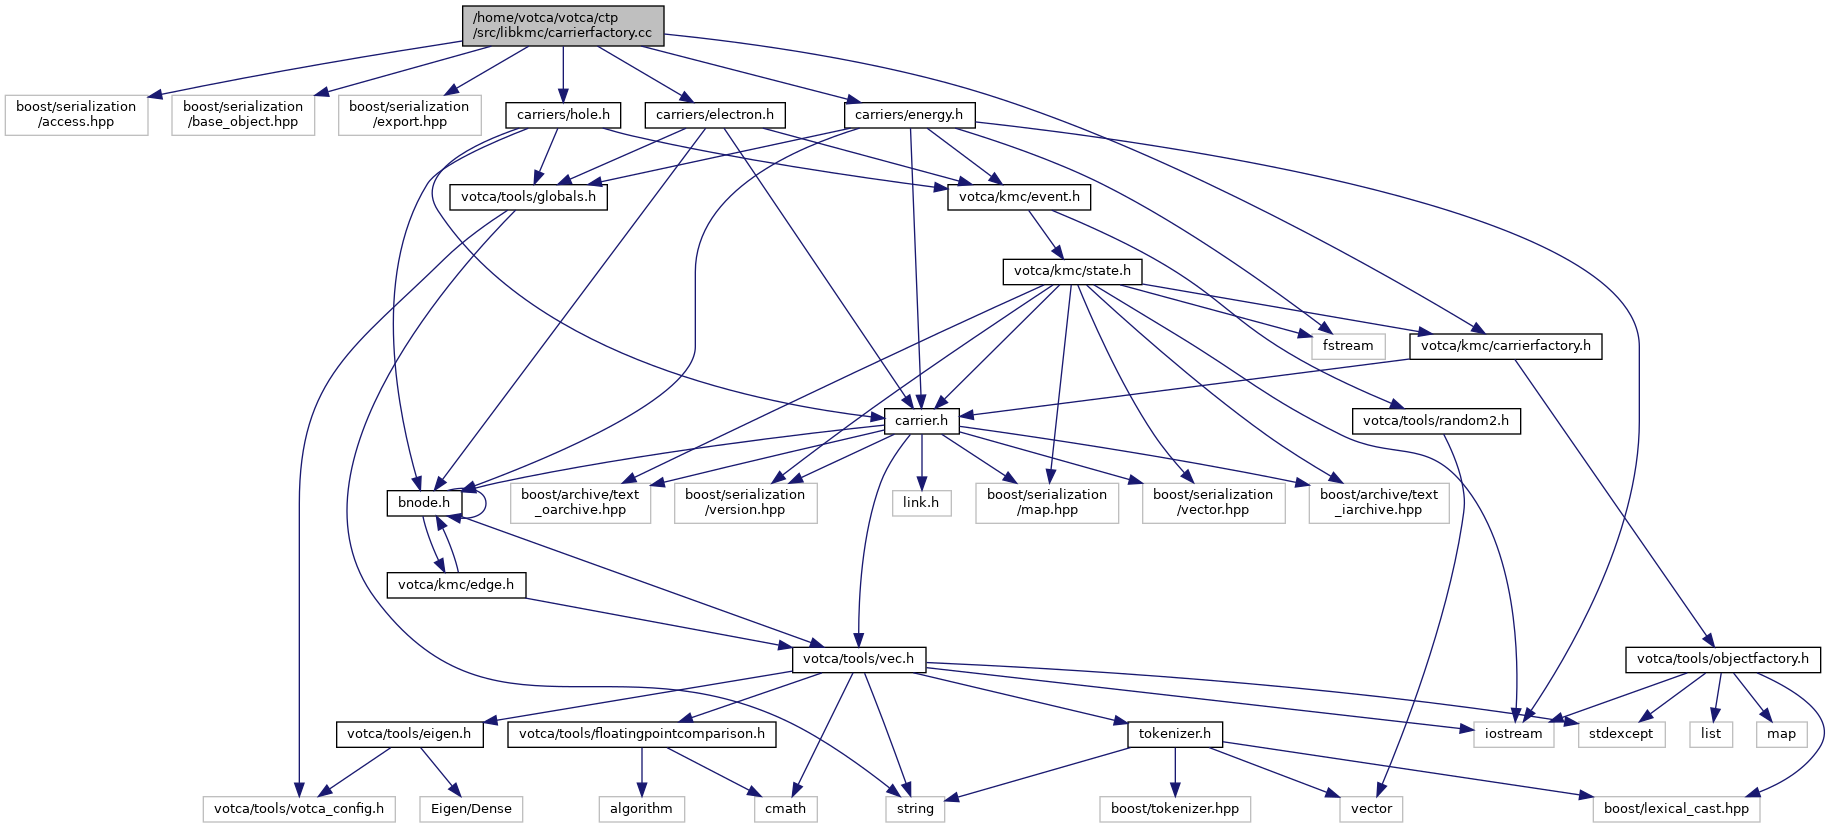 /home/votca/votca/ctp
/src/libkmc/carrierfactory.cc
boost/serialization
/access.hpp
boost/serialization
/base_object.hpp
boost/serialization
/export.hpp
carriers/hole.h
carriers/electron.h
carriers/energy.h
votca/tools/globals.h
votca/kmc/event.h
votca/kmc/state.h
fstream
votca/kmc/carrierfactory.h
carrier.h
votca/tools/random2.h
bnode.h
boost/archive/text
_oarchive.hpp
boost/serialization
/version.hpp
link.h
boost/serialization
/map.hpp
boost/serialization
/vector.hpp
boost/archive/text
_iarchive.hpp
votca/kmc/edge.h
votca/tools/vec.h
votca/tools/objectfactory.h
votca/tools/eigen.h
votca/tools/floatingpointcomparison.h
tokenizer.h
iostream
stdexcept
list
map
votca/tools/votca_config.h
Eigen/Dense
algorithm
cmath
string
boost/tokenizer.hpp
vector
boost/lexical_cast.hpp